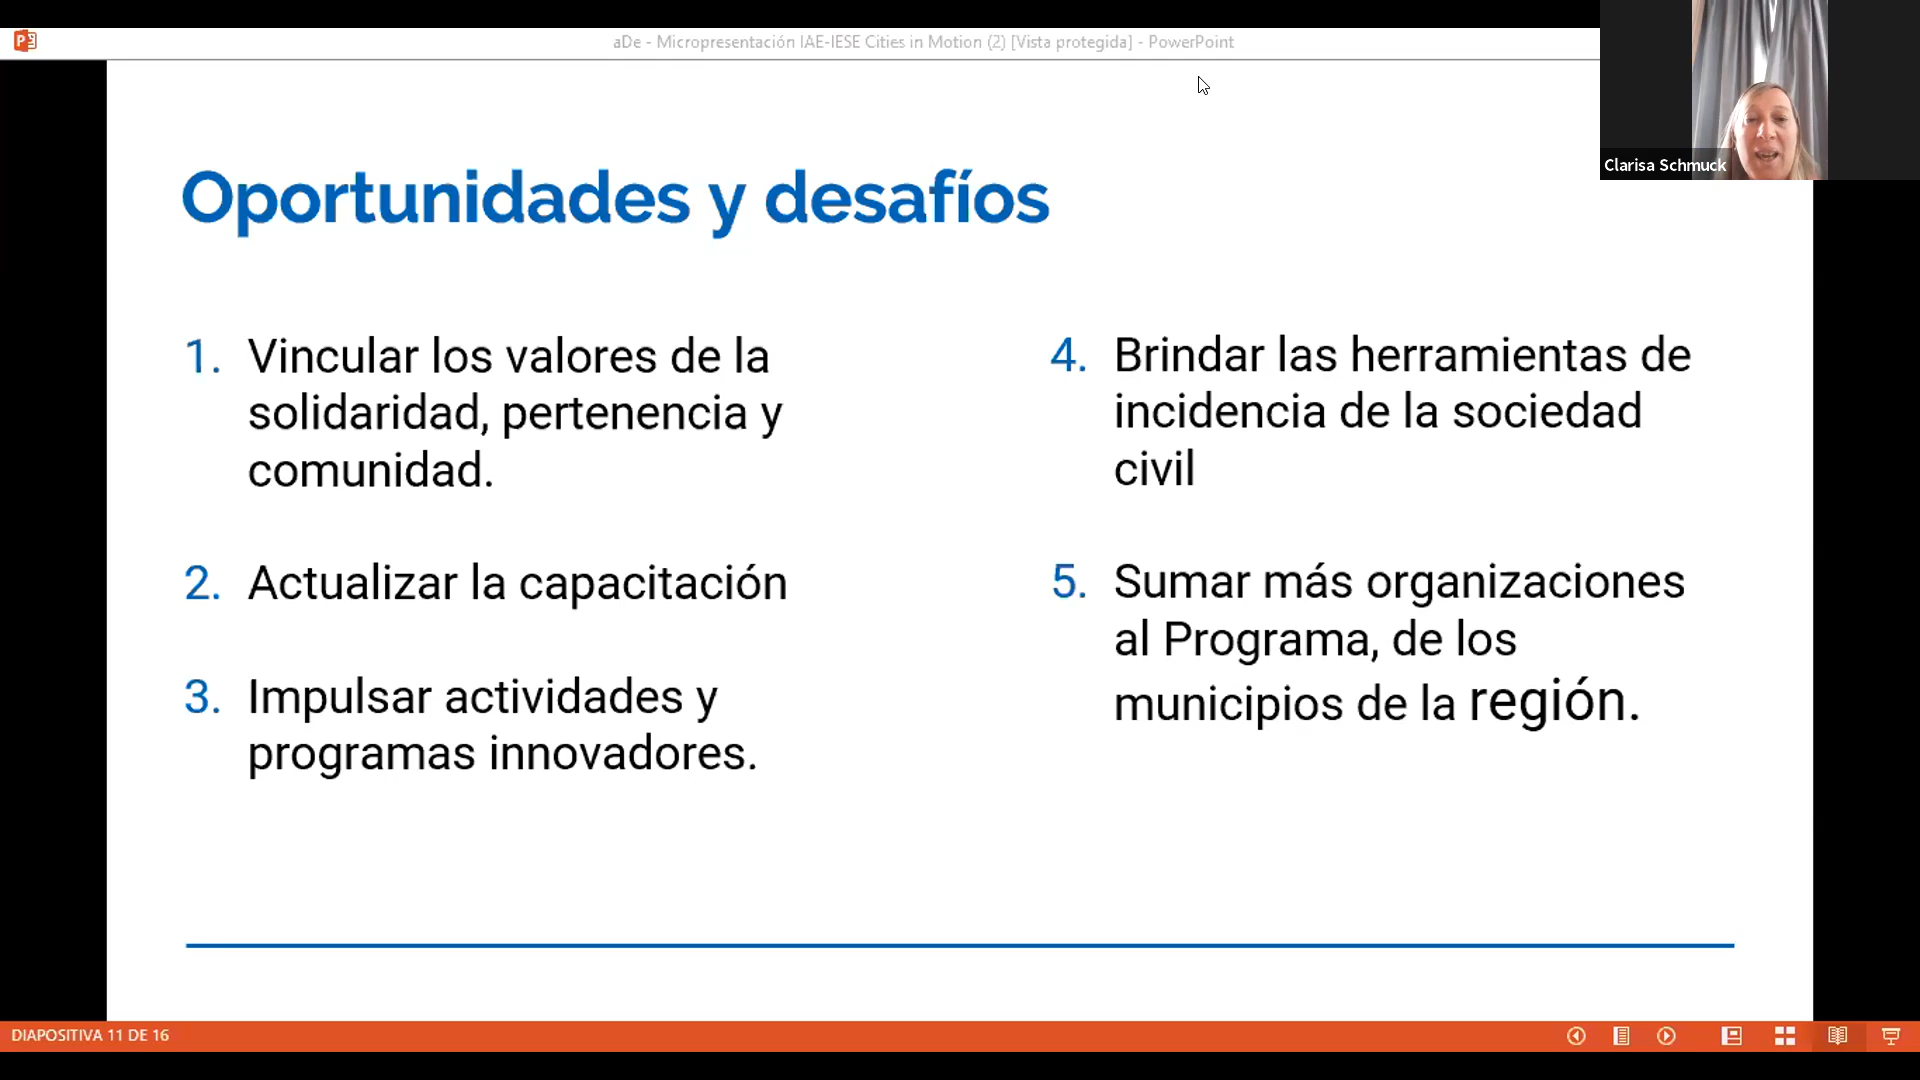 aDe - Micropresentación IAE-IESE Cities in Motion (2) [Vista protegida] - PowerPoint
Clarisa Schmuck
Oportunidades y desafíos
1. Vincular los valores de la
solidaridad, pertenencia y
comunidad.
2. Actualizar la capacitación
3. Impulsar actividades y
programas innovadores.
4. Brindar las herramientas de
incidencia de la sociedad
civil
5. Sumar más organizaciones
al Programa, de los
municipios de la región.
DIAPOSITIVA 11 DE 16